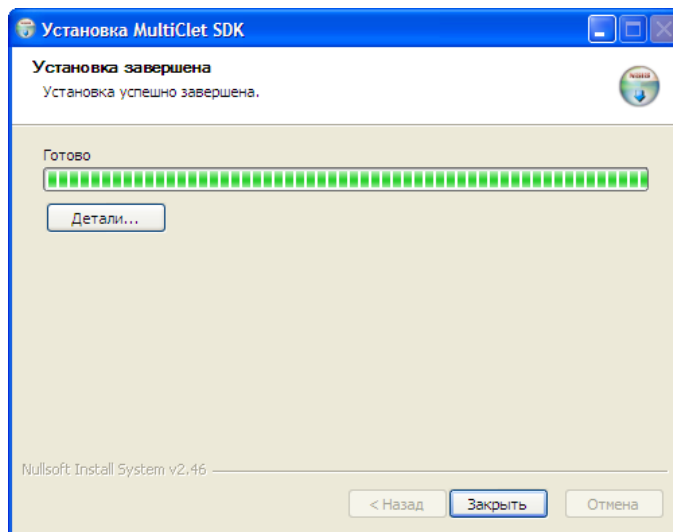 Установка MultiClet SDK
Установка завершена
Установка успешно завершена.
Готово
Детали...
Nullsoft Install System v2.46
< Назад
Закрыть
Отмена